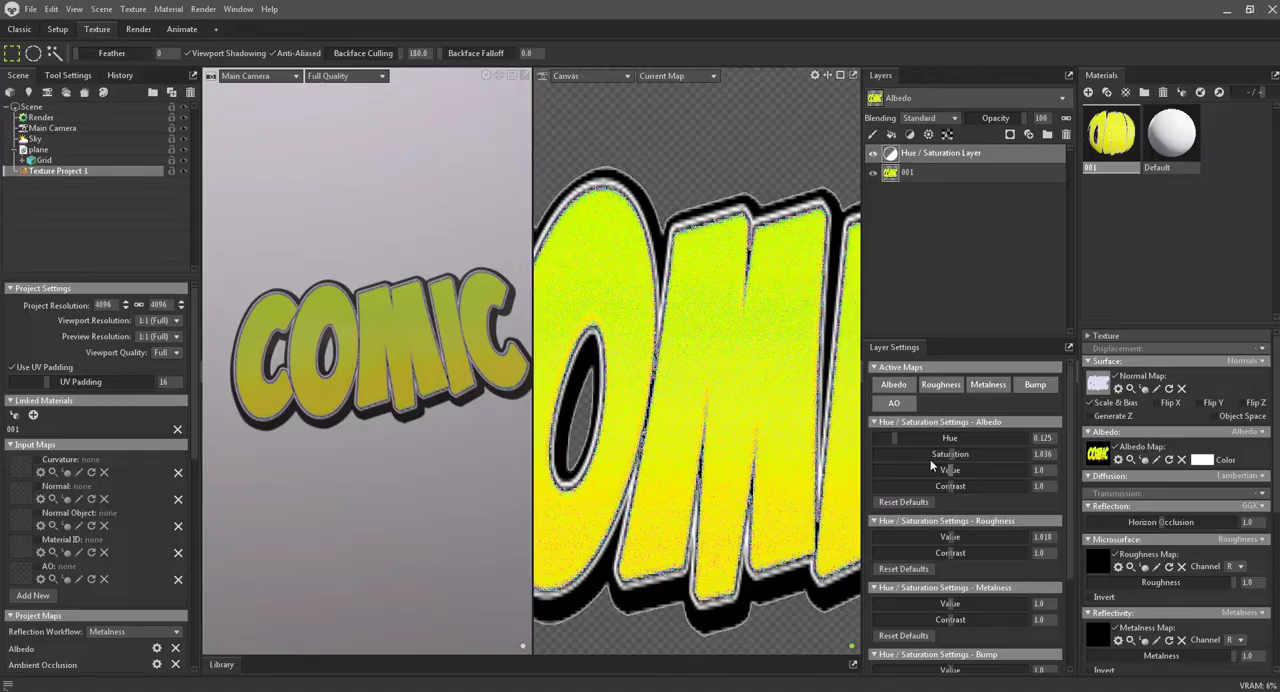 File Edit View Scene Texture Material Render Window Help
Classic Setup Texture Render Animate +
Feather 0 Viewport Shadowing Anti-Aliased Backface Culling 180.0 Backface Falloff 0.0
Scene Tool Settings History
Main Camera Full Quality
Canvas Current Map
Layers
Materials
Albedo
Blending Standard Opacity 100
Scene
Render
Main Camera
Sky
plane
Grid
Texture Project 1
Hue / Saturation Layer
001
001 Default
COMIC
OMI
Project Settings
Project Resolution: 4096 4096
Viewport Resolution: 1:1 (Full)
Preview Resolution: 1:1 (Full)
Viewport Quality: Full
Use UV Padding
UV Padding 16
Linked Materials
001
Input Maps
Curvature: none
Normal: none
Normal Object: none
Material ID: none
AO: none
Add New
Project Maps
Reflection Workflow: Metalness
Albedo
Ambient Occlusion
Library
Layer Settings
Active Maps
Albedo Roughness Metalness Bump
AO
Hue / Saturation Settings - Albedo
Hue 0.125
Saturation 1.036
Value 1.0
Contrast 1.0
Reset Defaults
Hue / Saturation Settings - Roughness
Value 1.018
Contrast 1.0
Reset Defaults
Hue / Saturation Settings - Metalness
Value 1.0
Contrast 1.0
Reset Defaults
Hue / Saturation Settings - Bump
Value 1.0
Texture
Displacement:
Surface: Normals
Normal Map:
Scale & Bias Flip X Flip Y Flip Z
Generate Z Object Space
Albedo: Albedo
Albedo Map:
Color
Diffusion: Lambertian
Transmission:
Reflection: GGX
Horizon Occlusion 1.0
Microsurface: Roughness
Roughness Map:
Channel R
Roughness 1.0
Invert
Reflectivity: Metalness
Metalness Map:
Channel R
Metalness 1.0
Invert
VRAM: 6%